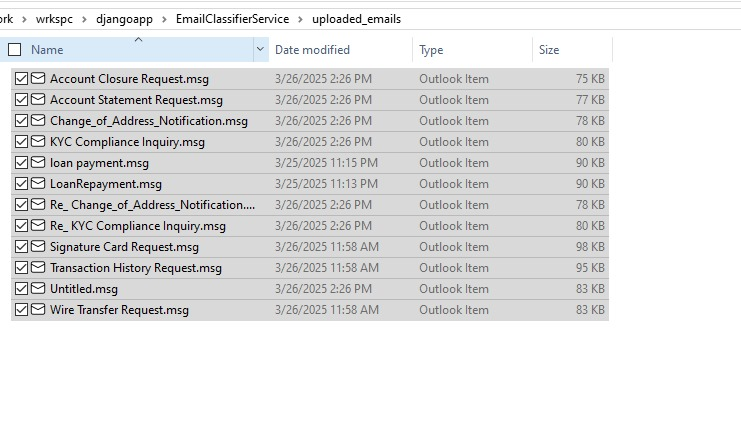 ork > wrkspc > djangoapp > EmailClassifierService > uploaded_emails
Name Date modified Type Size
Account Closure Request.msg 3/26/2025 2:26 PM Outlook Item 75 KB
Account Statement Request.msg 3/26/2025 2:26 PM Outlook Item 77 KB
Change_of_Address_Notification.msg 3/26/2025 2:26 PM Outlook Item 78 KB
KYC Compliance Inquiry.msg 3/26/2025 2:26 PM Outlook Item 80 KB
loan payment.msg 3/25/2025 11:15 PM Outlook Item 90 KB
LoanRepayment.msg 3/25/2025 11:13 PM Outlook Item 90 KB
Re_ Change_of_Address_Notification.... 3/26/2025 2:26 PM Outlook Item 78 KB
Re_ KYC Compliance Inquiry.msg 3/26/2025 2:26 PM Outlook Item 80 KB
Signature Card Request.msg 3/26/2025 11:58 AM Outlook Item 98 KB
Transaction History Request.msg 3/26/2025 11:58 AM Outlook Item 95 KB
Untitled.msg 3/26/2025 2:26 PM Outlook Item 83 KB
Wire Transfer Request.msg 3/26/2025 11:58 AM Outlook Item 83 KB